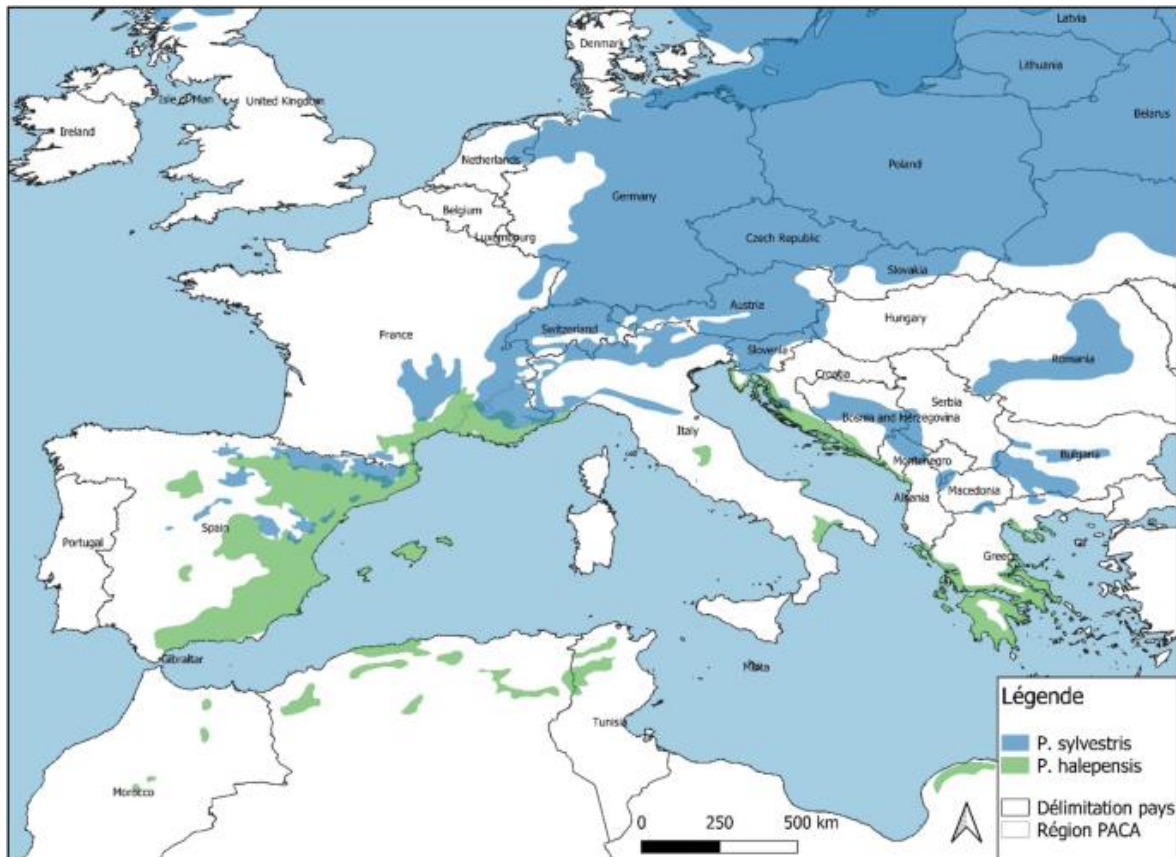 Latvia
Denmark
Lithuania
Isle of Man
United Kingdom
Belarus
Ireland
Netherlands
Poland
Germany
Belgium
Luxembourg
Czech Republic
Slovakia
Austria
Hungary
France
Switzerland
Slovenia
Romania
Croatia
Serbia
Bosnia and Herzegovina
Italy
Montenegro
Bulgaria
Macedonia
Albania
Spain
Portugal
Greece
Gibraltar
Malta
Tunisia
Morocco
Légende
P. sylvestris
P. halepensis
Délimitation pays
Région PACA
0 250 500 km